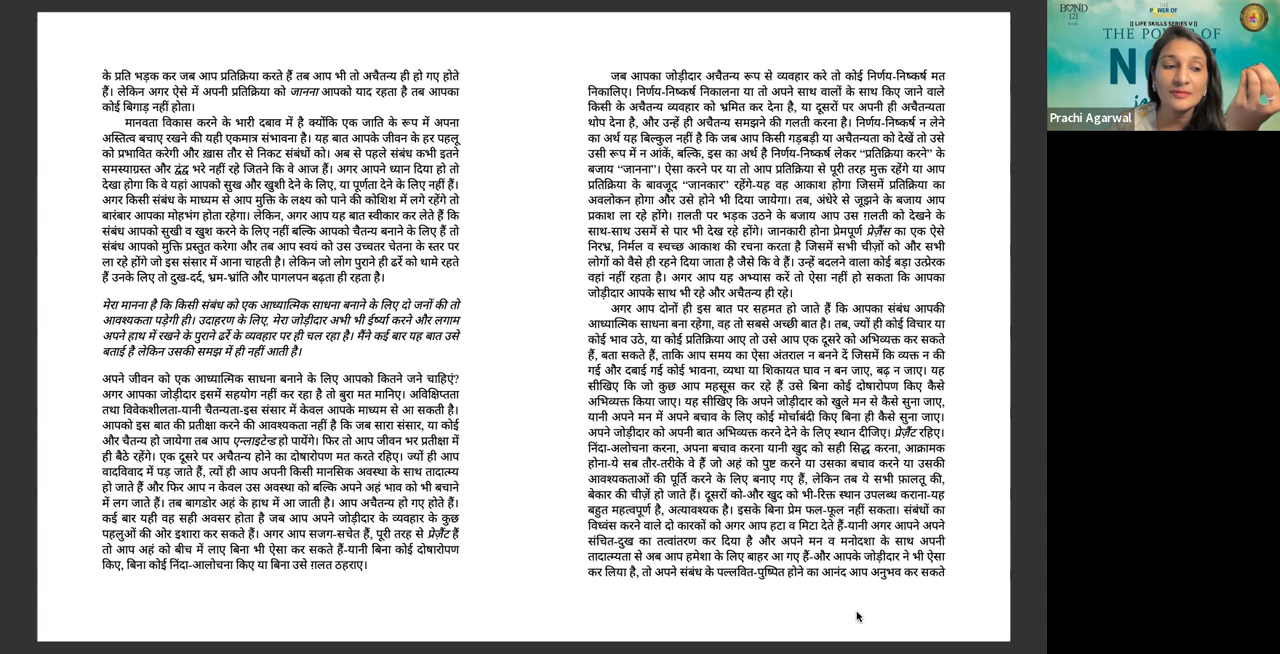 के प्रति भड़क कर जब आप प्रतिक्रिया करते हैं तब आप भी तो अचैतन्य ही हो गए होते
हैं। लेकिन अगर ऐसे में अपनी प्रतिक्रिया को जानना आपको याद रहता है तब आपका
कोई बिगाड़ नहीं होता।
मानवता विकास करने के भारी दबाव में है क्योंकि एक जाति के रूप में अपना
अस्तित्व बचाए रखने की यही एकमात्र संभावना है। यह बात आपके जीवन के हर पहलू
को प्रभावित करेगी और ख़ास तौर से निकट संबंधों को। अब से पहले संबंध कभी इतने
समस्याग्रस्त और द्वंद्व भरे नहीं रहे जितने कि वे आज हैं। अगर आपने ध्यान दिया हो तो
देखा होगा कि वे यहां आपको सुख और खुशी देने के लिए, या पूर्णता देने के लिए नहीं हैं।
अगर किसी संबंध के माध्यम से आप मुक्ति के लक्ष्य को पाने की कोशिश में लगे रहेंगे तो
बारंबार आपका मोहभंग होता रहेगा। लेकिन, अगर आप यह बात स्वीकार कर लेते हैं कि
संबंध आपको सुखी व खुश करने के लिए नहीं बल्कि आपको चैतन्य बनाने के लिए हैं तो
संबंध आपको मुक्ति प्रस्तुत करेगा और तब आप स्वयं को उस उच्चतर चेतना के स्तर पर
ला रहे होंगे जो इस संसार में आना चाहती है। लेकिन जो लोग पुराने ही ढर्रे को थामे रहते
हैं उनके लिए तो दुख-दर्द, भ्रम-भ्रांति और पागलपन बढ़ता ही रहता है।
मेरा मानना है कि किसी संबंध को एक आध्यात्मिक साधना बनाने के लिए दो जनों की तो
आवश्यकता पड़ेगी ही। उदाहरण के लिए, मेरा जोड़ीदार अभी भी ईर्ष्या करने और लगाम
अपने हाथ में रखने के पुराने ढर्रे के व्यवहार पर ही चल रहा है। मैंने कई बार यह बात उसे
बताई है लेकिन उसकी समझ में ही नहीं आती है।
अपने जीवन को एक आध्यात्मिक साधना बनाने के लिए आपको कितने जने चाहिएं?
अगर आपका जोड़ीदार इसमें सहयोग नहीं कर रहा है तो बुरा मत मानिए। अविक्षिप्तता
तथा विवेकशीलता-यानी चैतन्यता-इस संसार में केवल आपके माध्यम से आ सकती है।
आपको इस बात की प्रतीक्षा करने की आवश्यकता नहीं है कि जब सारा संसार, या कोई
और चैतन्य हो जायेगा तब आप एन्लाइटेन्ड हो पायेंगे। फिर तो आप जीवन भर प्रतीक्षा में
ही बैठे रहेंगे। एक दूसरे पर अचैतन्य होने का दोषारोपण मत करते रहिए। ज्यों ही आप
वादविवाद में पड़ जाते हैं, त्यों ही आप अपनी किसी मानसिक अवस्था के साथ तादात्म्य
हो जाते हैं और फिर आप न केवल उस अवस्था को बल्कि अपने अहं भाव को भी बचाने
में लग जाते हैं। तब बागडोर अहं के हाथ में आ जाती है। आप अचैतन्य हो गए होते हैं।
कई बार यही वह सही अवसर होता है जब आप अपने जोड़ीदार के व्यवहार के कुछ
पहलुओं की ओर इशारा कर सकते हैं। अगर आप सजग-सचेत हैं, पूरी तरह से प्रेज़ैंट हैं
तो आप अहं को बीच में लाए बिना भी ऐसा कर सकते हैं-यानी बिना कोई दोषारोपण
किए, बिना कोई निंदा-आलोचना किए या बिना उसे ग़लत ठहराए।
जब आपका जोड़ीदार अचैतन्य रूप से व्यवहार करे तो कोई निर्णय-निष्कर्ष मत
निकालिए। निर्णय-निष्कर्ष निकालना या तो अपने साथ वालों के साथ किए जाने वाले
किसी के अचैतन्य व्यवहार को भ्रमित कर देना है, या दूसरों पर अपनी ही अचैतन्यता
थोप देना है, और उन्हें ही अचैतन्य समझने की गलती करना है। निर्णय-निष्कर्ष न लेने
का अर्थ यह बिल्कुल नहीं है कि जब आप किसी गड़बड़ी या अचैतन्यता को देखें तो उसे
उसी रूप में न आंकें, बल्कि, इस का अर्थ है निर्णय-निष्कर्ष लेकर “प्रतिक्रिया करने” के
बजाय “जानना”। ऐसा करने पर या तो आप प्रतिक्रिया से पूरी तरह मुक्त रहेंगे या आप
प्रतिक्रिया के बावजूद “जानकार” रहेंगे-यह वह आकाश होगा जिसमें प्रतिक्रिया का
अवलोकन होगा और उसे होने भी दिया जायेगा। तब, अंधेरे से जूझने के बजाय आप
प्रकाश ला रहे होंगे। ग़लती पर भड़क उठने के बजाय आप उस ग़लती को देखने के
साथ-साथ उसमें से पार भी देख रहे होंगे। जानकारी होना प्रेमपूर्ण प्रेज़ैंस का एक ऐसे
निरभ्र, निर्मल व स्वच्छ आकाश की रचना करता है जिसमें सभी चीज़ों को और सभी
लोगों को वैसे ही रहने दिया जाता है जैसे कि वे हैं। उन्हें बदलने वाला कोई बड़ा उत्प्रेरक
वहां नहीं रहता है। अगर आप यह अभ्यास करें तो ऐसा नहीं हो सकता कि आपका
जोड़ीदार आपके साथ भी रहे और अचैतन्य ही रहे।
अगर आप दोनों ही इस बात पर सहमत हो जाते हैं कि आपका संबंध आपकी
आध्यात्मिक साधना बना रहेगा, वह तो सबसे अच्छी बात है। तब, ज्यों ही कोई विचार या
कोई भाव उठे, या कोई प्रतिक्रिया आए तो उसे आप एक दूसरे को अभिव्यक्त कर सकते
हैं, बता सकते हैं, ताकि आप समय का ऐसा अंतराल न बनने दें जिसमें कि व्यक्त न की
गई और दबाई गई कोई भावना, व्यथा या शिकायत घाव न बन जाए, बढ़ न जाए। यह
सीखिए कि जो कुछ आप महसूस कर रहे हैं उसे बिना कोई दोषारोपण किए कैसे
अभिव्यक्त किया जाए। यह सीखिए कि अपने जोड़ीदार को खुले मन से कैसे सुना जाए,
यानी अपने मन में अपने बचाव के लिए कोई मोर्चाबंदी किए बिना ही कैसे सुना जाए।
अपने जोड़ीदार को अपनी बात अभिव्यक्त करने देने के लिए स्थान दीजिए। प्रेज़ैंट रहिए।
निंदा-अलोचना करना, अपना बचाव करना यानी खुद को सही सिद्ध करना, आक्रामक
होना-ये सब तौर-तरीके वे हैं जो अहं को पुष्ट करने या उसका बचाव करने या उसकी
आवश्यकताओं की पूर्ति करने के लिए बनाए गए हैं, लेकिन तब ये सभी फ़ालतू की,
बेकार की चीज़ें हो जाते हैं। दूसरों को-और खुद को भी-रिक्त स्थान उपलब्ध कराना-यह
बहुत महत्वपूर्ण है, अत्यावश्यक है। इसके बिना प्रेम फल-फूल नहीं सकता। संबंधों का
विध्वंस करने वाले दो कारकों को अगर आप हटा व मिटा देते हैं-यानी अगर आपने अपने
संचित-दुख का तत्वांतरण कर दिया है और अपने मन व मनोदशा के साथ अपनी
तादात्म्यता से अब आप हमेशा के लिए बाहर आ गए हैं-और आपके जोड़ीदार ने भी ऐसा
कर लिया है, तो अपने संबंध के पल्लवित-पुष्पित होने का आनंद आप अनुभव कर सकते
BOND
121
THE
POWER OF
|| LIFE SKILLS SERIES V ||
THE POWER OF
Prachi Agarwal